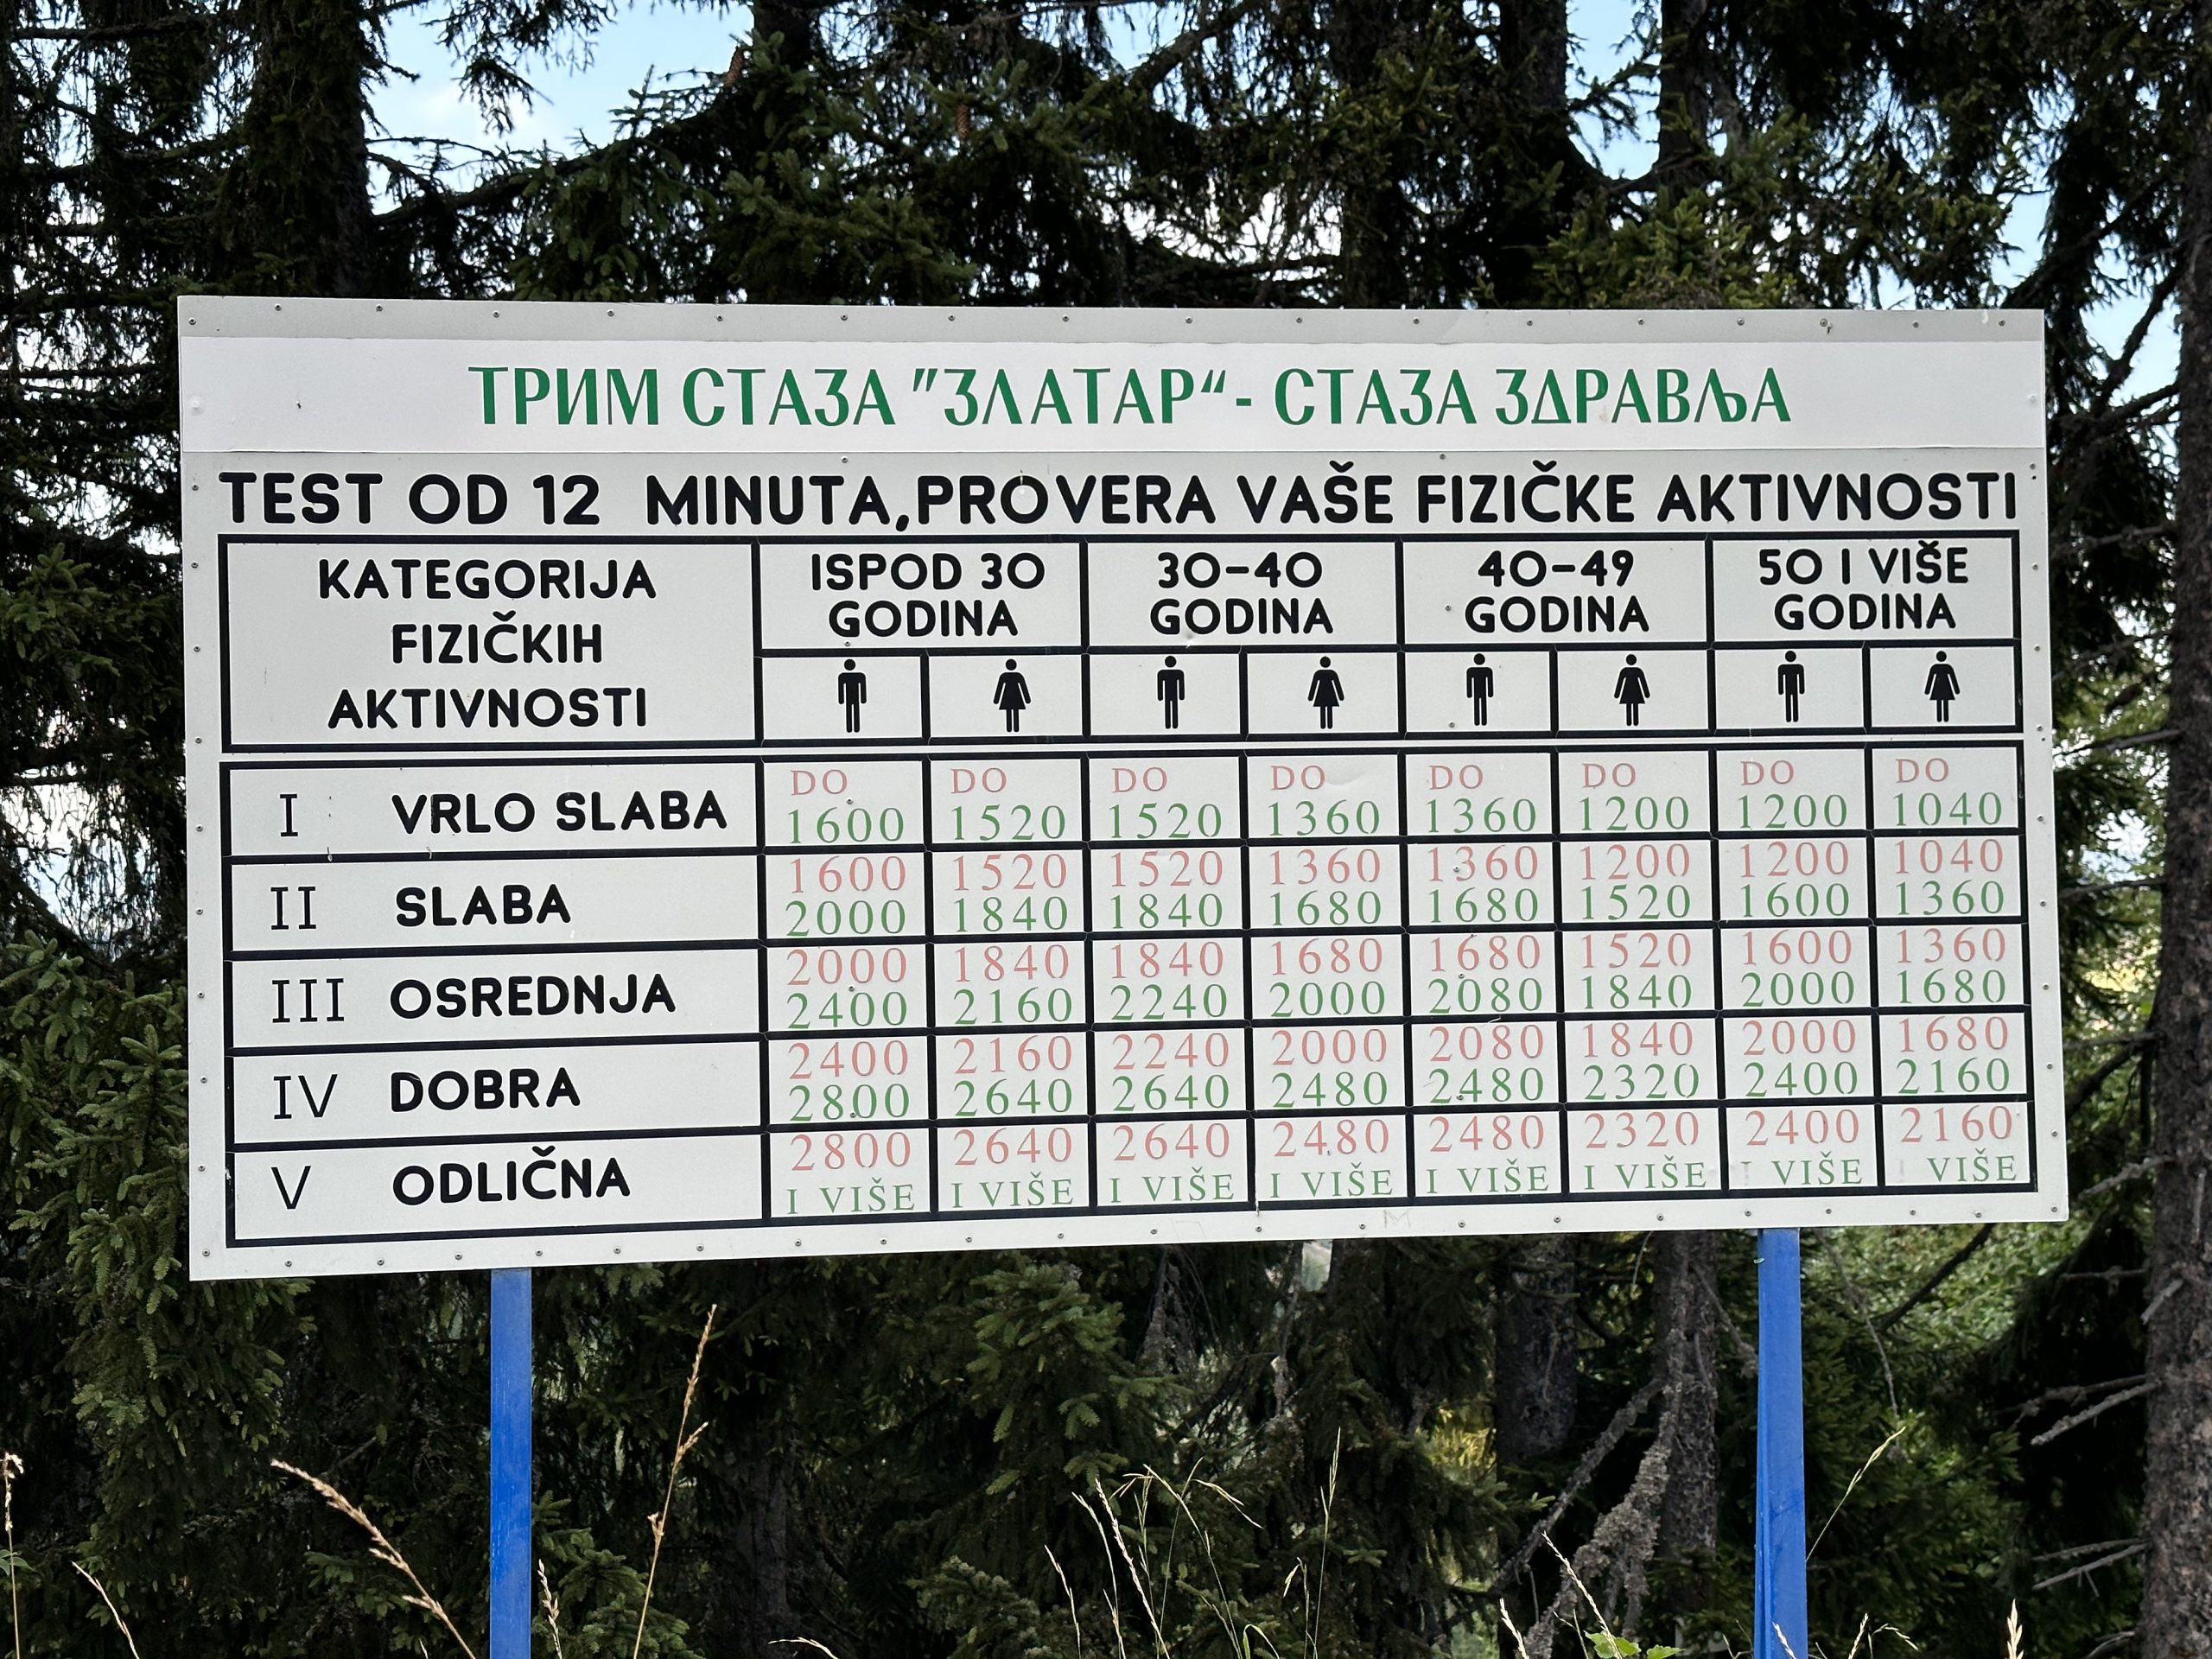 ТРИМ СТАЗА "ЗЛАТАР“- СТАЗА ЗДРАВЉА
TEST OD 12 MINUTA,PROVERA VAŠE FIZIČKE AKTIVNOSTI
KATEGORIJA
FIZIČKIH
AKTIVNOSTI
ISPOD 30
GODINA
30-40
GODINA
40-49
GODINA
50 I VIŠE
GODINA
I VRLO SLABA
DO DO DO DO DO DO DO DO
1600 1520 1520 1360 1360 1200 1200 1040
II SLABA
1600 1520 1520 1360 1360 1200 1200 1040
2000 1840 1840 1680 1680 1520 1600 1360
III OSREDNJA
2000 1840 1840 1680 1680 1520 1600 1360
2400 2160 2240 2000 2080 1840 2000 1680
IV DOBRA
2400 2160 2240 2000 2080 1840 2000 1680
2800 2640 2640 2480 2480 2320 2400 2160
V ODLIČNA
2800 2640 2640 2480 2480 2320 2400 2160
I VIŠE I VIŠE I VIŠE I VIŠE I VIŠE I VIŠE I VIŠE VIŠE